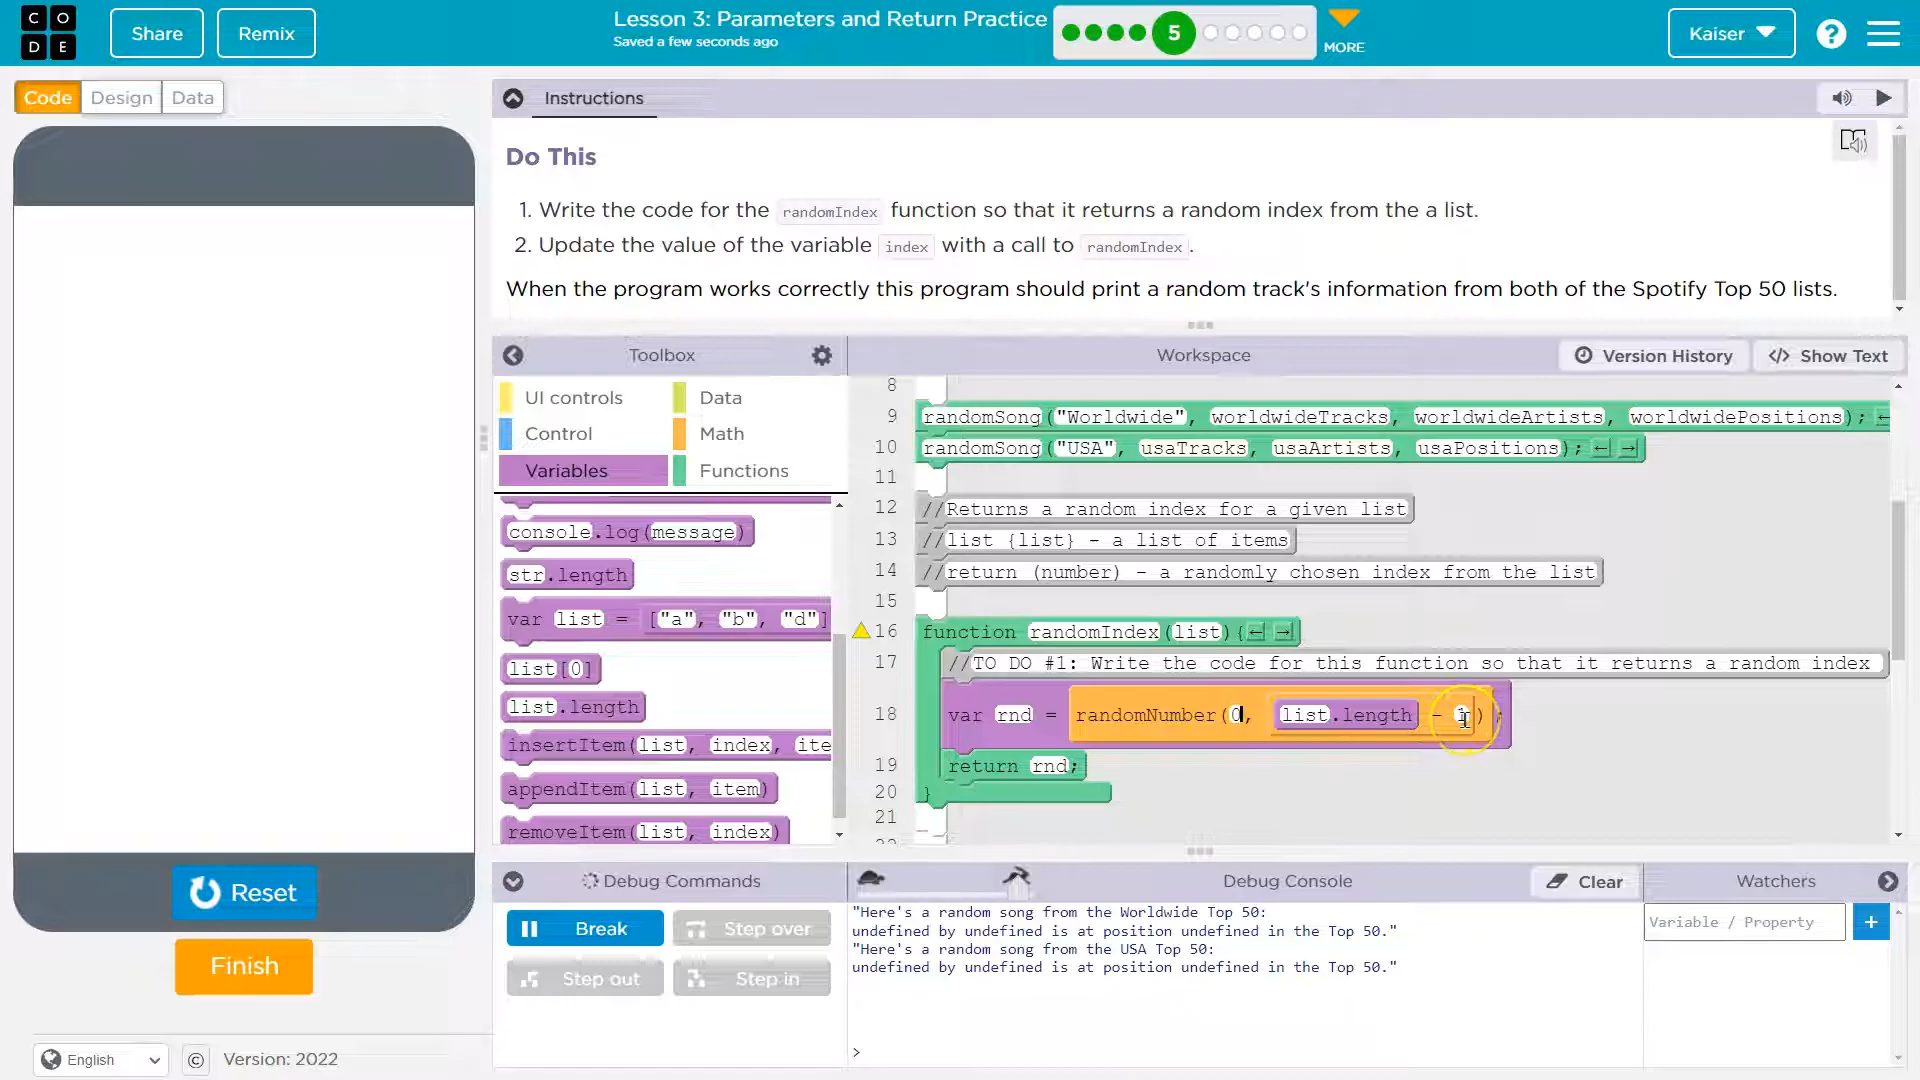 CODE
Share
Remix
Lesson 3: Parameters and Return Practice
Saved a few seconds ago
5
MORE
Kaiser
?
Code
Design
Data
Instructions
Do This
1. Write the code for the randomIndex function so that it returns a random index from the a list.
2. Update the value of the variable index with a call to randomIndex.
When the program works correctly this program should print a random track's information from both of the Spotify Top 50 lists.
Toolbox
Workspace
Version History
</> Show Text
UI controls
Data
Control
Math
Variables
Functions
console.log(message)
str.length
var list = ["a", "b", "d"]
list[0]
list.length
insertItem(list, index, ite
appendItem(list, item)
removeItem(list, index)
8
9 randomSong("Worldwide", worldwideTracks, worldwideArtists, worldwidePositions);
10 randomSong("USA", usaTracks, usaArtists, usaPositions);
11
12 //Returns a random index for a given list
13 //list {list} - a list of items
14 //return (number) - a randomly chosen index from the list
15
16 function randomIndex(list){
17 //TO DO #1: Write the code for this function so that it returns a random index
18 var rnd = randomNumber(0, list.length - 1);
19 return rnd;
20 }
21
Reset
Finish
Debug Commands
Break
Step over
Step out
Step in
Debug Console
Clear
"Here's a random song from the Worldwide Top 50:
undefined by undefined is at position undefined in the Top 50."
"Here's a random song from the USA Top 50:
undefined by undefined is at position undefined in the Top 50."
>
Watchers
Variable / Property
+
English
©
Version: 2022